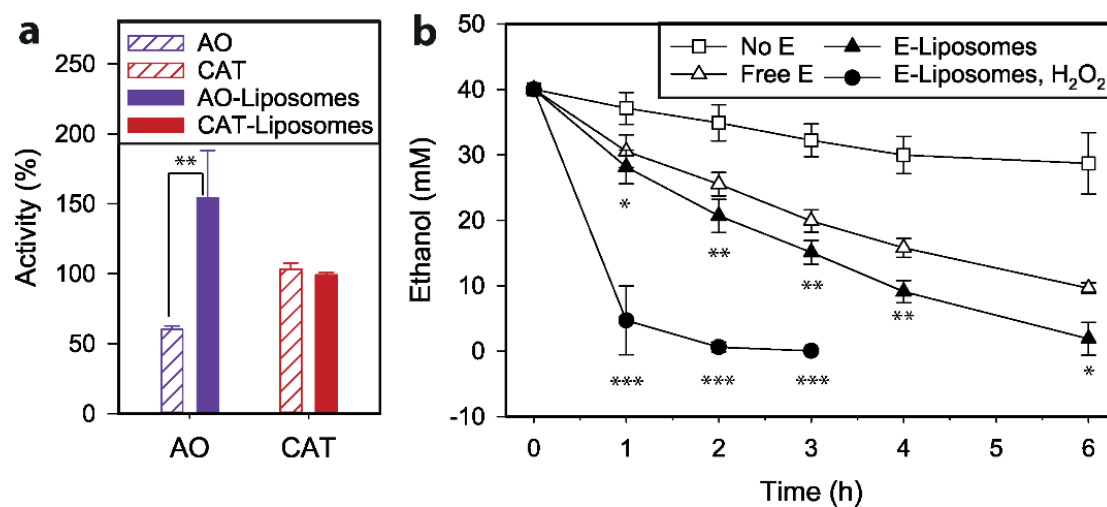 a
AO
CAT
AO-Liposomes
CAT-Liposomes
250
200
150
100
50
0
**
Activity (%)
AO CAT
b
No E E-Liposomes
Free E E-Liposomes, H₂O₂
50
40
30
20
10
0
-10
Ethanol (mM)
*
**
**
**
*
*** *** ***
0 1 2 3 4 5 6
Time (h)